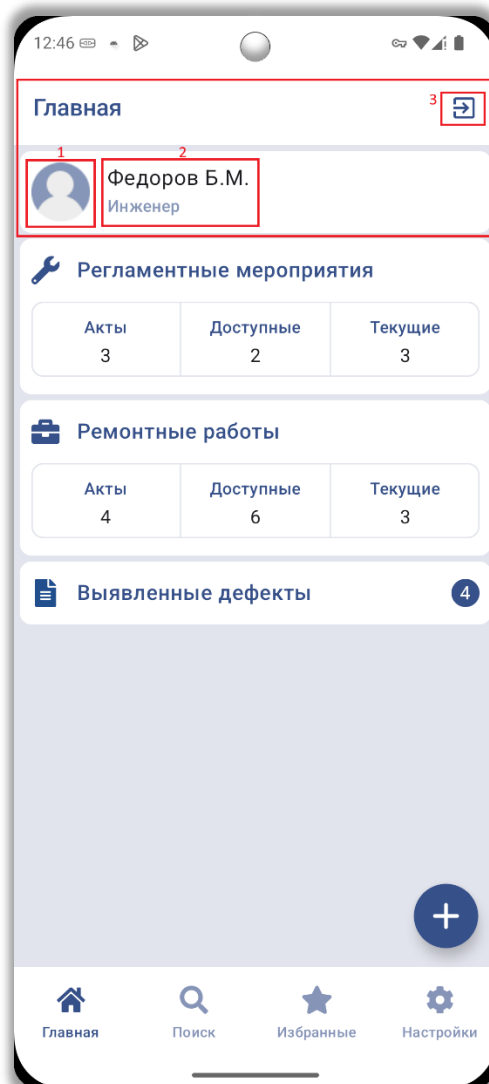 12:46
Главная
3
1
2
Федоров Б.М.
Инженер
Регламентные мероприятия
Акты
Доступные
Текущие
3
2
3
Ремонтные работы
Акты
Доступные
Текущие
4
6
3
Выявленные дефекты
4
+
Главная
Поиск
Избранные
Настройки